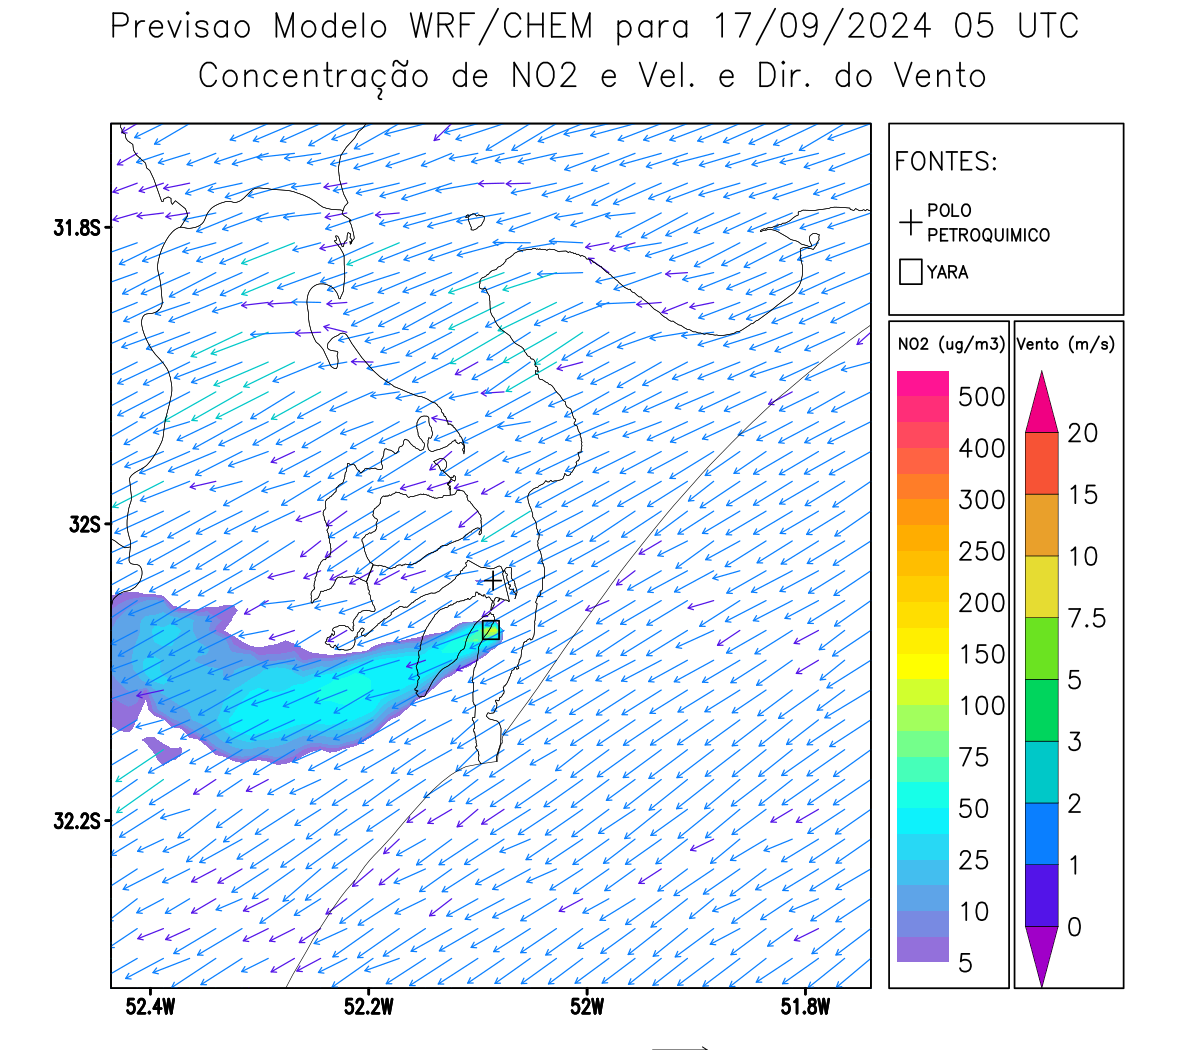 Previsao Modelo WRF/CHEM para 17/09/2024 05 UTC
Concentração de NO2 e Vel. e Dir. do Vento
FONTES:
POLO
PETROQUIMICO
YARA
NO2 (ug/m3)
500
400
300
250
200
150
100
75
50
25
10
5
Vento (m/s)
20
15
10
7.5
5
3
2
1
0
31.8S
32S
32.2S
52.4W
52.2W
52W
51.8W